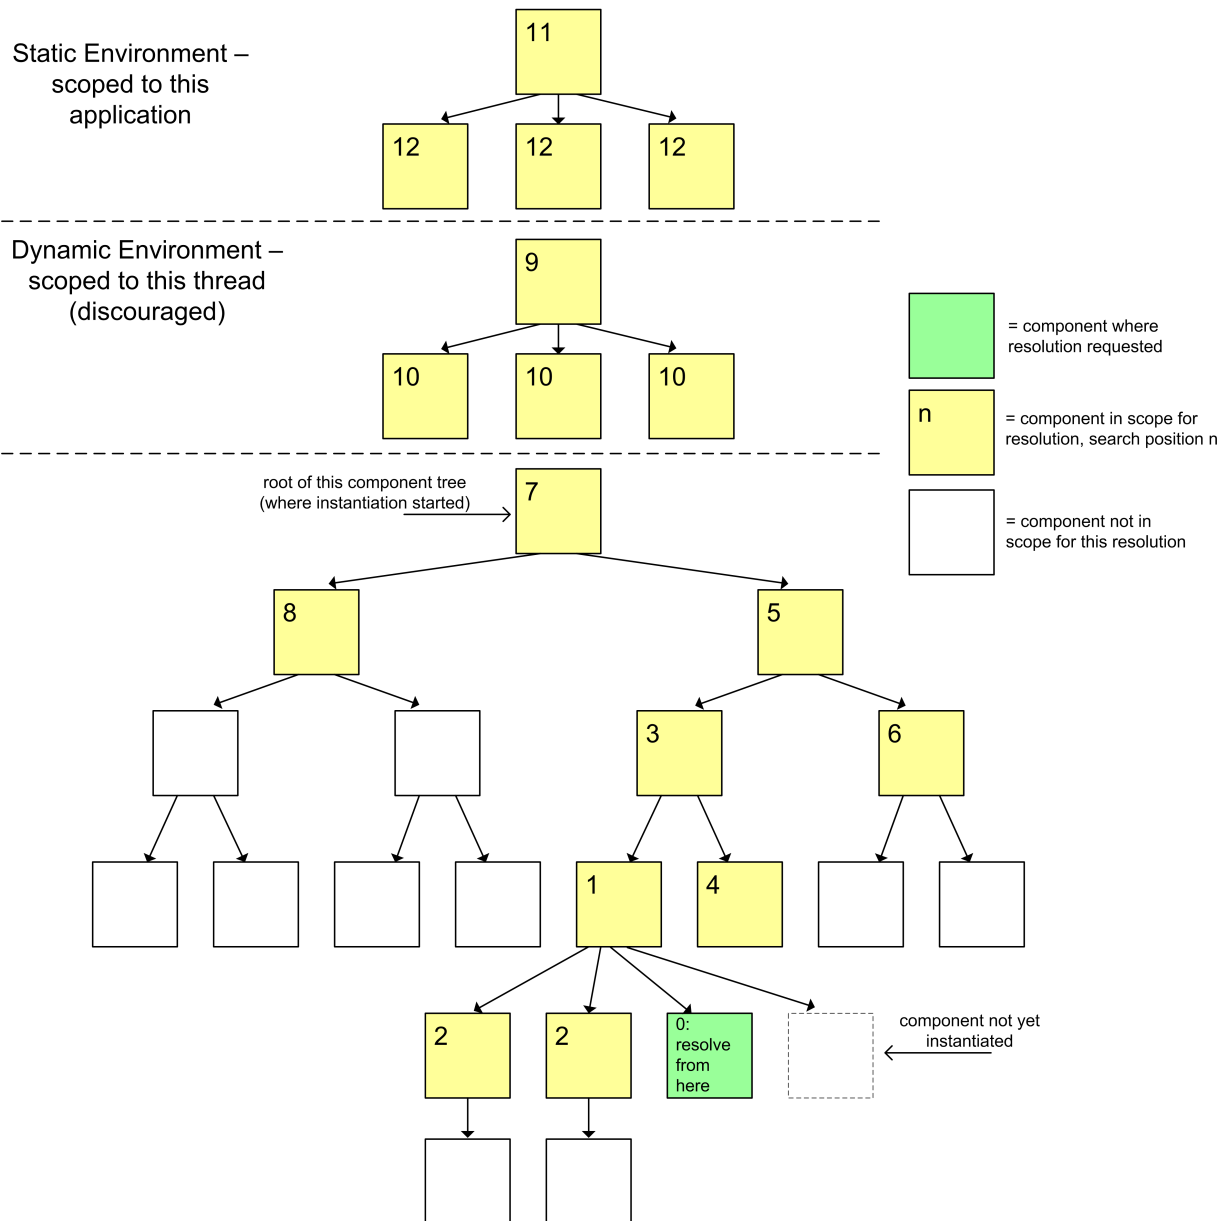 11
Static Environment –
scoped to this
application
12
12
12
Dynamic Environment –
scoped to this thread
(discouraged)
9
10
10
10
= component where
resolution requested
n
= component in scope for
resolution, search position n
= component not in
scope for this resolution
root of this component tree
(where instantiation started)
7
8
5
3
6
1
4
2
2
0:
resolve
from
here
component not yet
instantiated